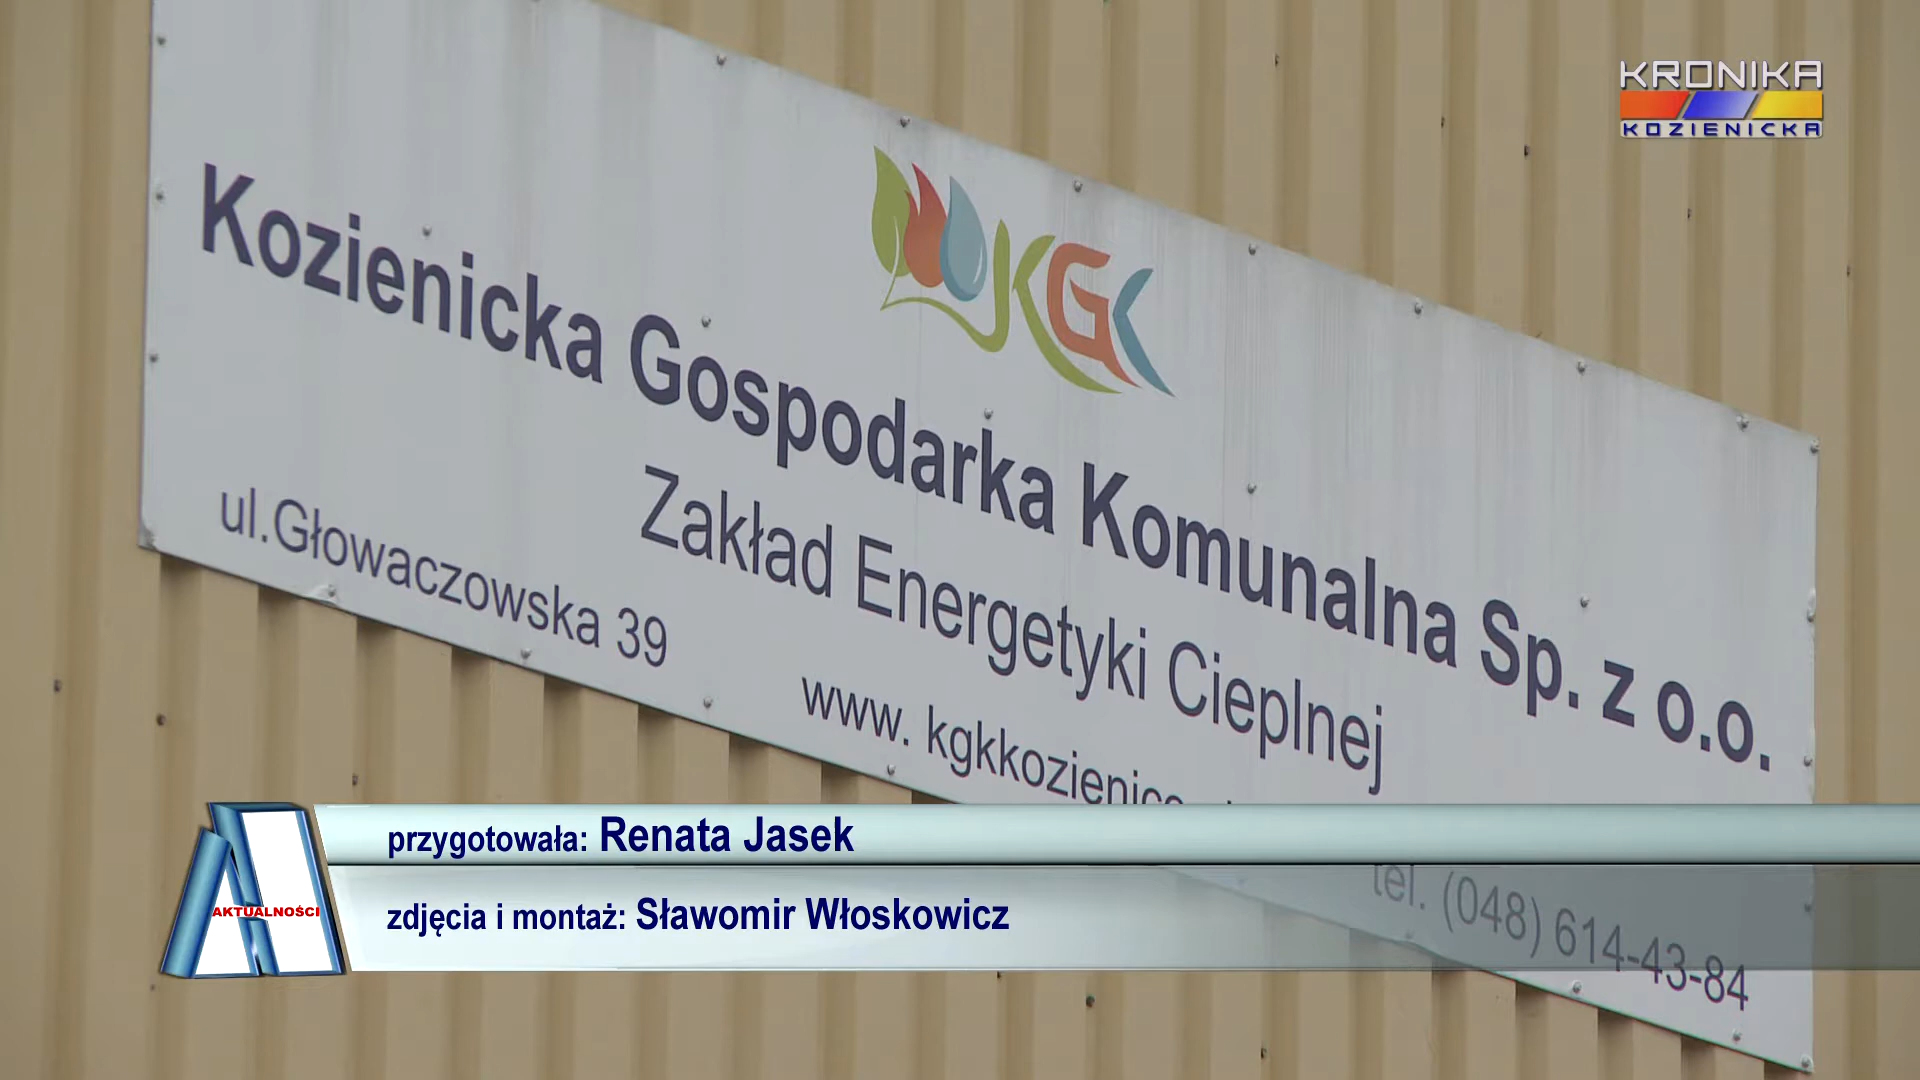 KRONIKA
KOZIENICKA
KGK
Kozienicka Gospodarka Komunalna Sp. z o.o.
Zakład Energetyki Cieplnej
ul.Głowaczowska 39
www. kgkkozienice
tel. (048) 614-43-84
AKTUALNOŚCI
przygotowała: Renata Jasek
zdjęcia i montaż: Sławomir Włoskowicz